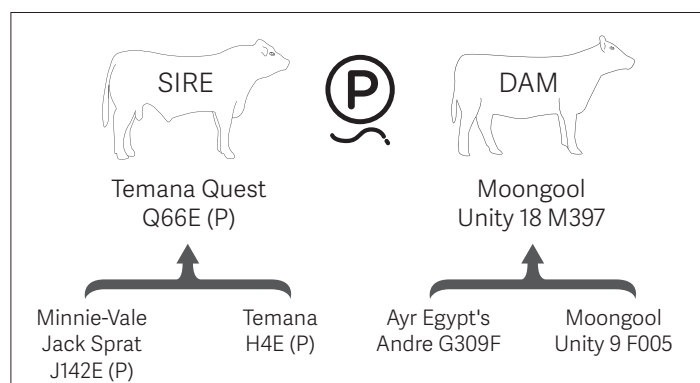 SIRE
P
DAM
Temana Quest
Q66E (P)
Moongool
Unity 18 M397
Minnie-Vale
Jack Sprat
J142E (P)
Temana
H4E (P)
Ayr Egypt's
Andre G309F
Moongool
Unity 9 F005